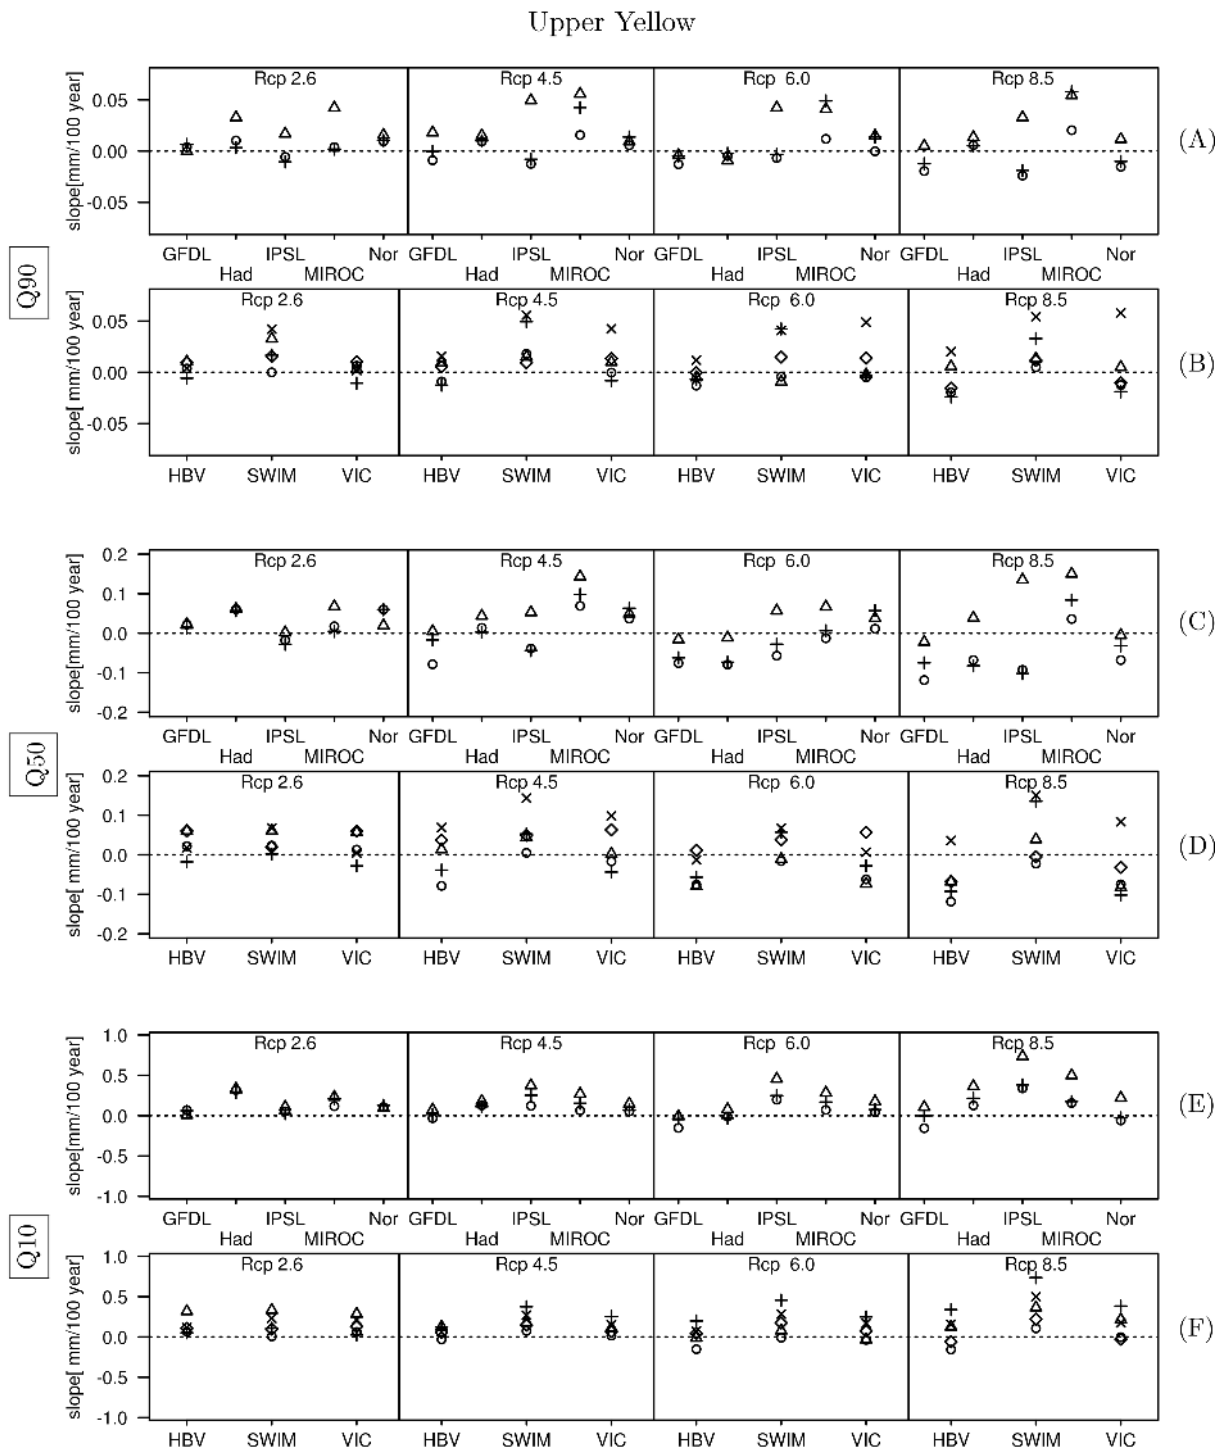 Upper Yellow
Q90
slope[mm/100 year]
0.05
0.00
-0.05
Rcp 2.6 Rcp 4.5 Rcp 6.0 Rcp 8.5
(A)
GFDL IPSL Nor GFDL IPSL Nor GFDL IPSL Nor GFDL IPSL Nor
Had MIROC Had MIROC Had MIROC Had MIROC
slope[ mm/100 year]
0.05
0.00
-0.05
Rcp 2.6 Rcp 4.5 Rcp 6.0 Rcp 8.5
(B)
HBV SWIM VIC HBV SWIM VIC HBV SWIM VIC HBV SWIM VIC
Q50
slope[mm/100 year]
0.2
0.1
0.0
-0.1
-0.2
Rcp 2.6 Rcp 4.5 Rcp 6.0 Rcp 8.5
(C)
GFDL IPSL Nor GFDL IPSL Nor GFDL IPSL Nor GFDL IPSL Nor
Had MIROC Had MIROC Had MIROC Had MIROC
slope[ mm/100 year]
0.2
0.1
0.0
-0.1
-0.2
Rcp 2.6 Rcp 4.5 Rcp 6.0 Rcp 8.5
(D)
HBV SWIM VIC HBV SWIM VIC HBV SWIM VIC HBV SWIM VIC
Q10
slope[mm/100 year]
1.0
0.5
0.0
-0.5
-1.0
Rcp 2.6 Rcp 4.5 Rcp 6.0 Rcp 8.5
(E)
GFDL IPSL Nor GFDL IPSL Nor GFDL IPSL Nor GFDL IPSL Nor
Had MIROC Had MIROC Had MIROC Had MIROC
slope[ mm/100 year]
1.0
0.5
0.0
-0.5
-1.0
Rcp 2.6 Rcp 4.5 Rcp 6.0 Rcp 8.5
(F)
HBV SWIM VIC HBV SWIM VIC HBV SWIM VIC HBV SWIM VIC